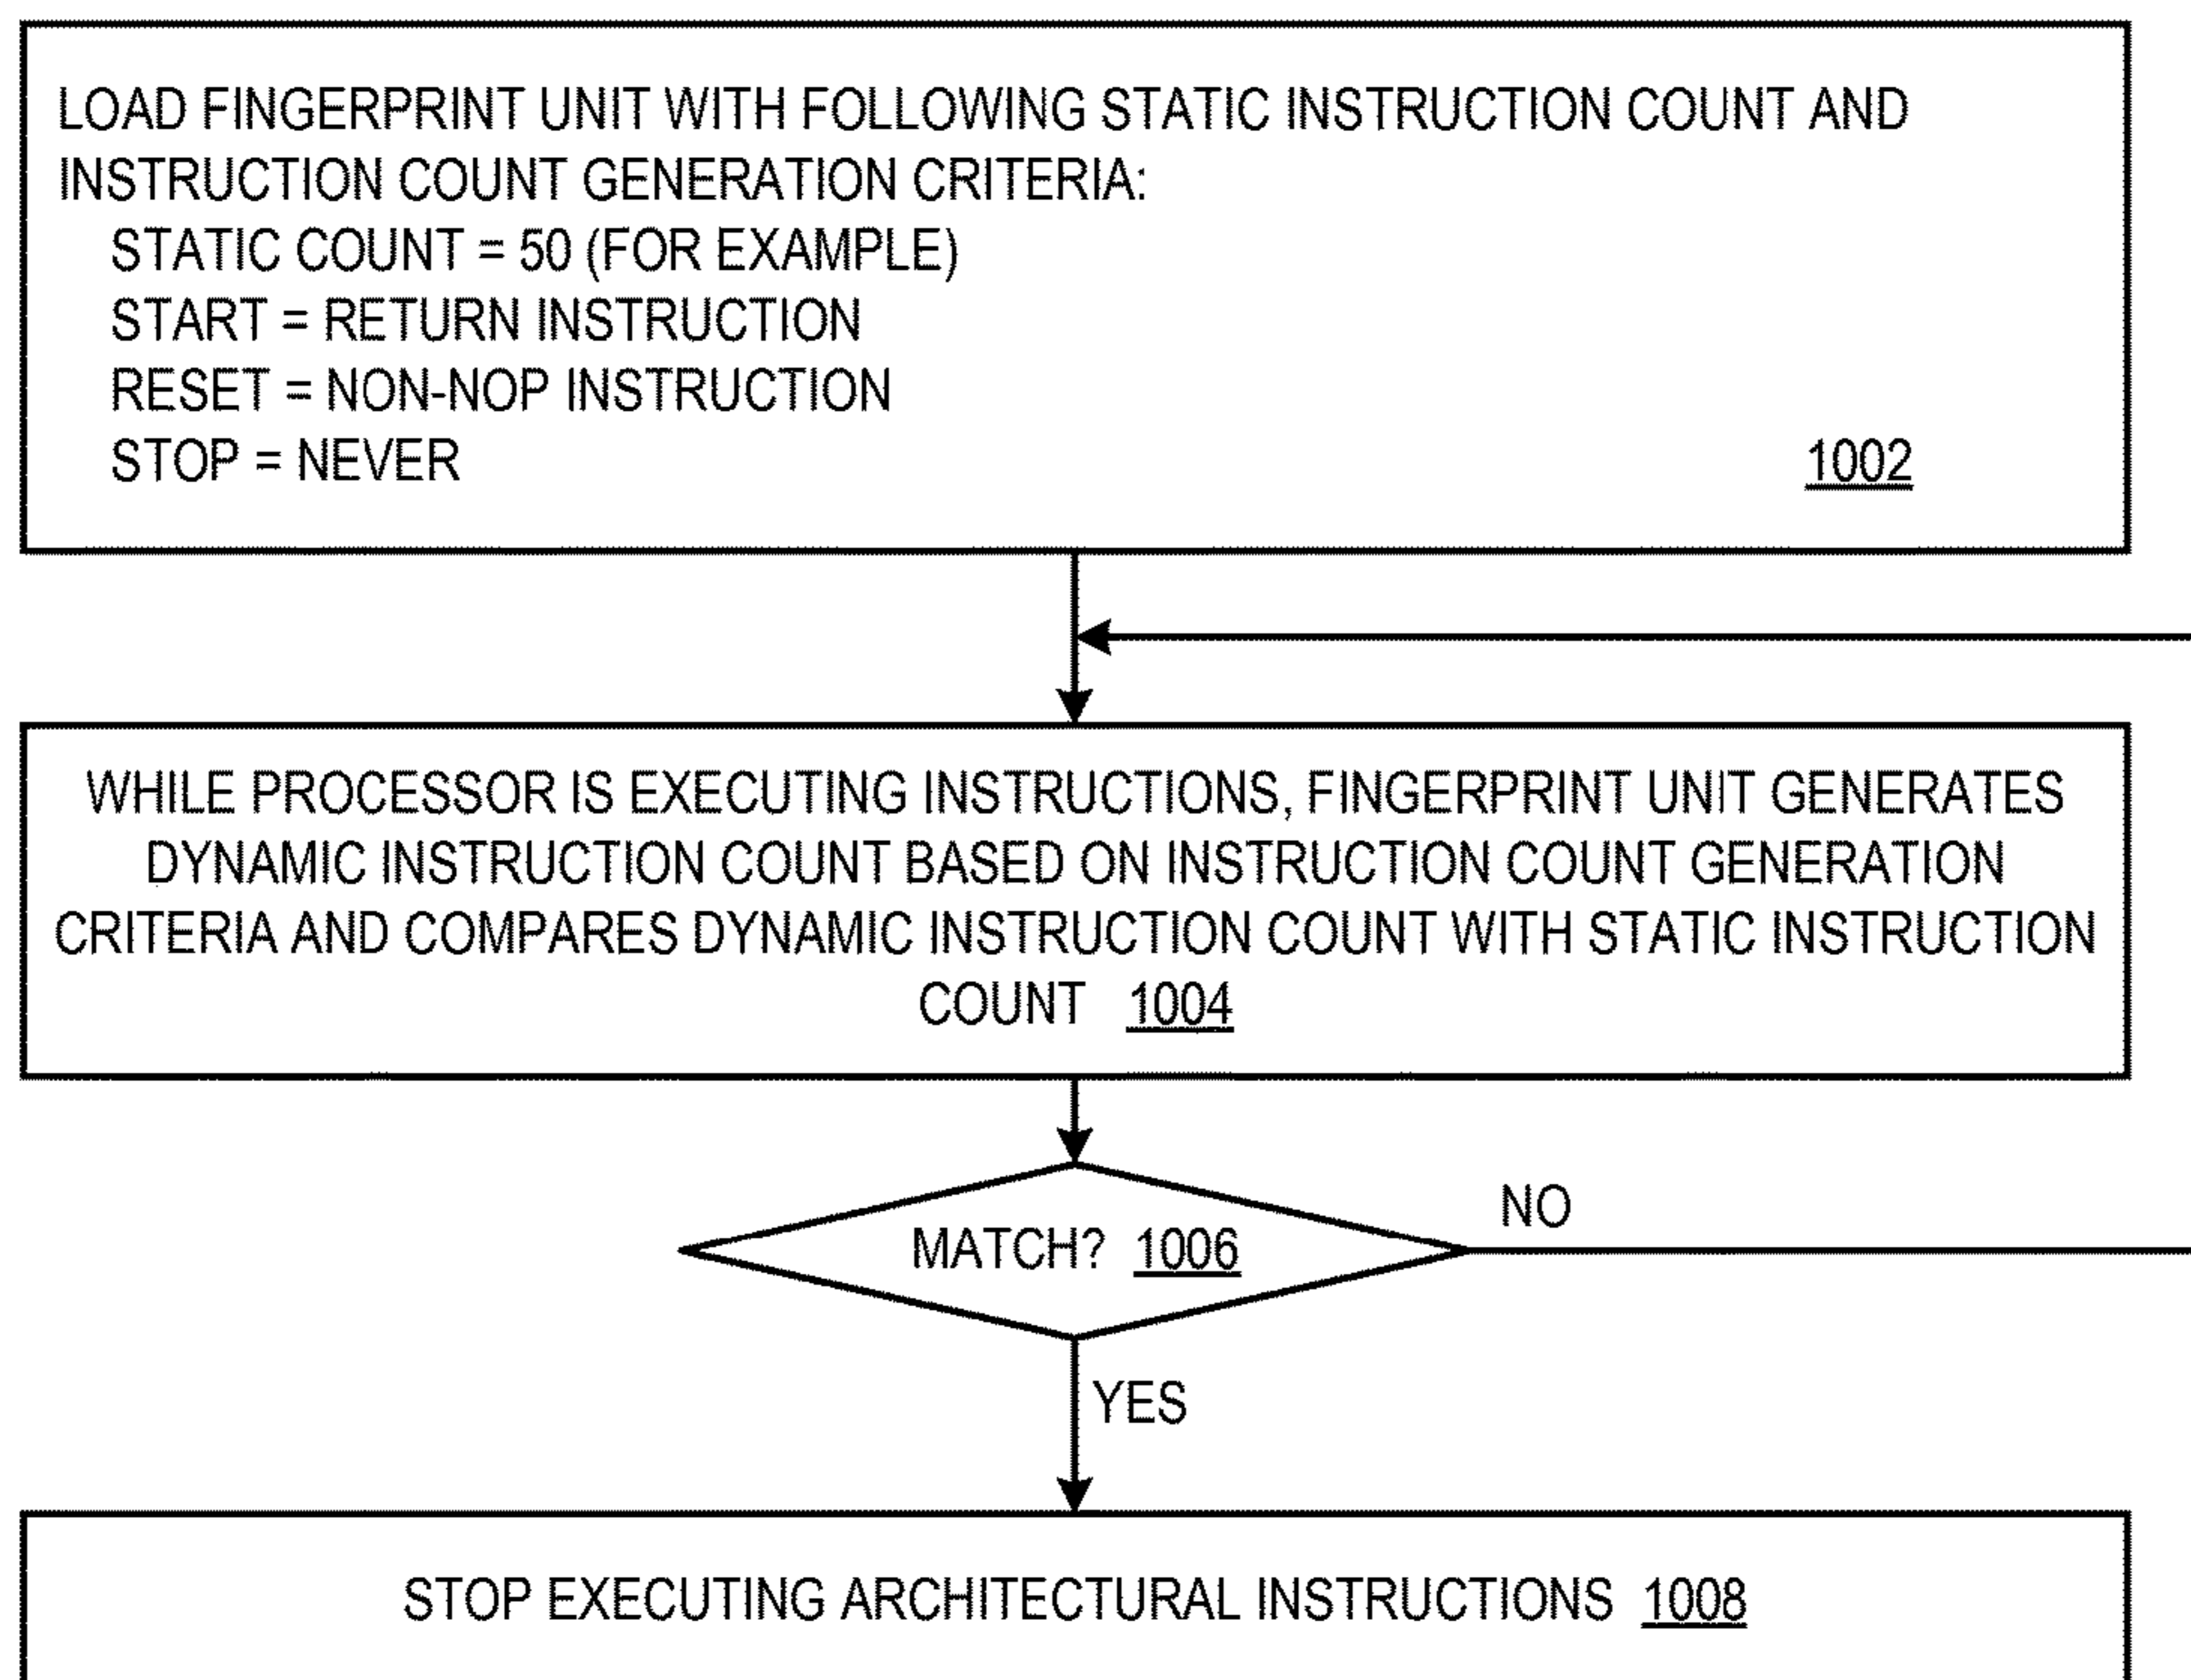 LOAD FINGERPRINT UNIT WITH FOLLOWING STATIC INSTRUCTION COUNT AND
INSTRUCTION COUNT GENERATION CRITERIA:
STATIC COUNT = 50 (FOR EXAMPLE)
START = RETURN INSTRUCTION
RESET = NON-NOP INSTRUCTION
STOP = NEVER 1002
WHILE PROCESSOR IS EXECUTING INSTRUCTIONS, FINGERPRINT UNIT GENERATES
DYNAMIC INSTRUCTION COUNT BASED ON INSTRUCTION COUNT GENERATION
CRITERIA AND COMPARES DYNAMIC INSTRUCTION COUNT WITH STATIC INSTRUCTION
COUNT 1004
NO
MATCH? 1006
YES
STOP EXECUTING ARCHITECTURAL INSTRUCTIONS 1008